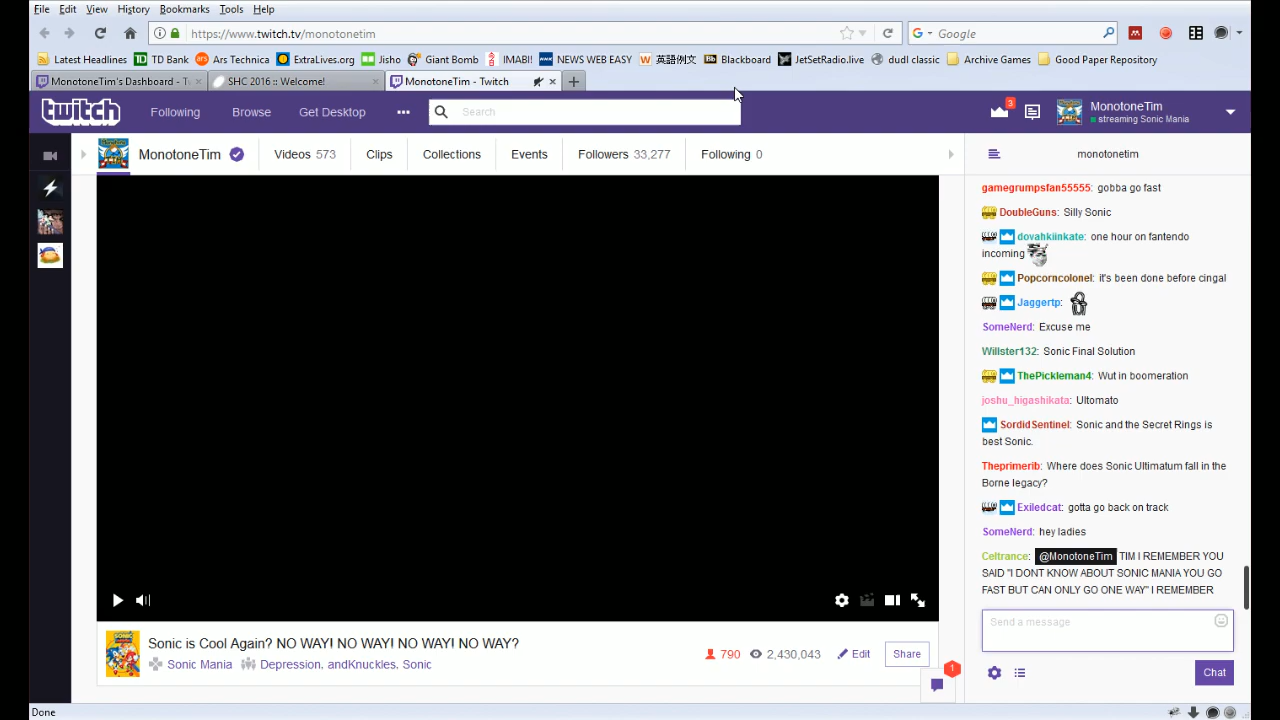 File Edit View History Bookmarks Tools Help
https://www.twitch.tv/monotonetim
Google
Latest Headlines TD Bank Ars Technica ExtraLives.org Jisho Giant Bomb IMABI! NEWS WEB EASY 英語例文 Blackboard JetSetRadio.live dudl classic Archive Games Good Paper Repository
MonotoneTim's Dashboard - Tw SHC 2016 :: Welcome! MonotoneTim - Twitch
twitch Following Browse Get Desktop Search 3 MonotoneTim
streaming Sonic Mania
MonotoneTim Videos 573 Clips Collections Events Followers 33,277 Following 0
monotonetim
gamegrumpsfan55555: gobba go fast
DoubleGuns: Silly Sonic
dovahkiinkate: one hour on fantendo
incoming
Popcorncolonel: it's been done before cingal
Jaggertp:
SomeNerd: Excuse me
Willster132: Sonic Final Solution
ThePickleman4: Wut in boomeration
joshu_higashikata: Ultomato
SordidSentinel: Sonic and the Secret Rings is
best Sonic.
Theprimerib: Where does Sonic Ultimatum fall in the
Borne legacy?
Exiledcat: gotta go back on track
SomeNerd: hey ladies
Celtrance: @MonotoneTim TIM I REMEMBER YOU
SAID "I DONT KNOW ABOUT SONIC MANIA YOU GO
FAST BUT CAN ONLY GO ONE WAY" I REMEMBER
Send a message
Chat
Sonic is Cool Again? NO WAY! NO WAY! NO WAY! NO WAY?
Sonic Mania Depression, andKnuckles, Sonic
790 2,430,043 Edit Share
1
Done